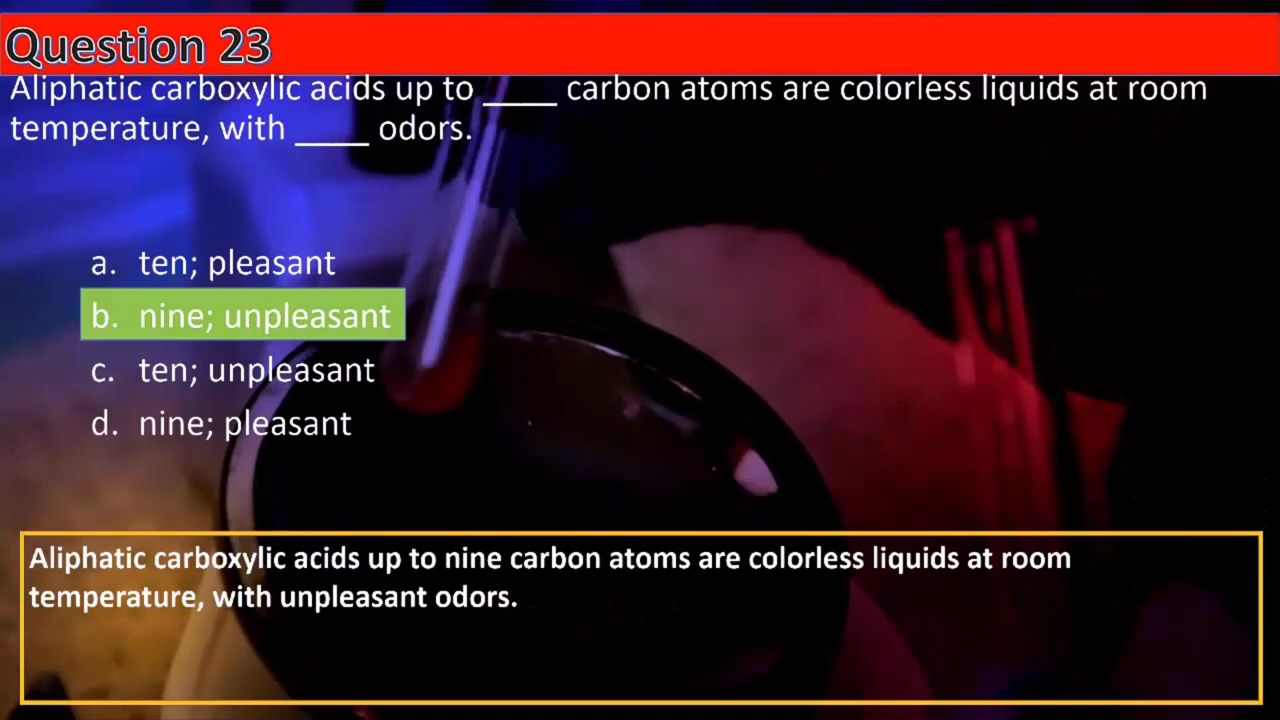 Question 23
Aliphatic carboxylic acids up to ____ carbon atoms are colorless liquids at room
temperature, with ____ odors.
a. ten; pleasant
b. nine; unpleasant
c. ten; unpleasant
d. nine; pleasant
Aliphatic carboxylic acids up to nine carbon atoms are colorless liquids at room
temperature, with unpleasant odors.